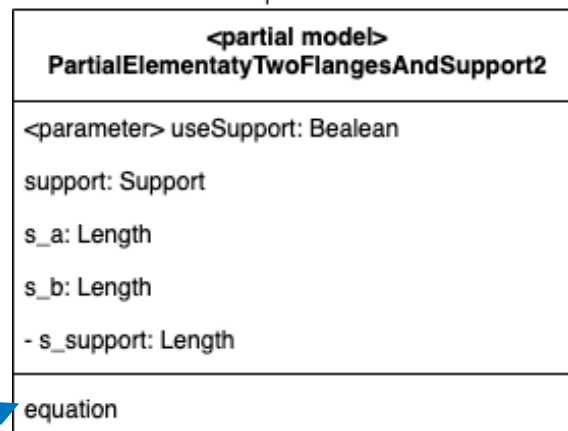 <partial model>
PartialElementatyTwoFlangesAndSupport2
<parameter> useSupport: Bealean
support: Support
s_a: Length
s_b: Length
- s_support: Length
equation